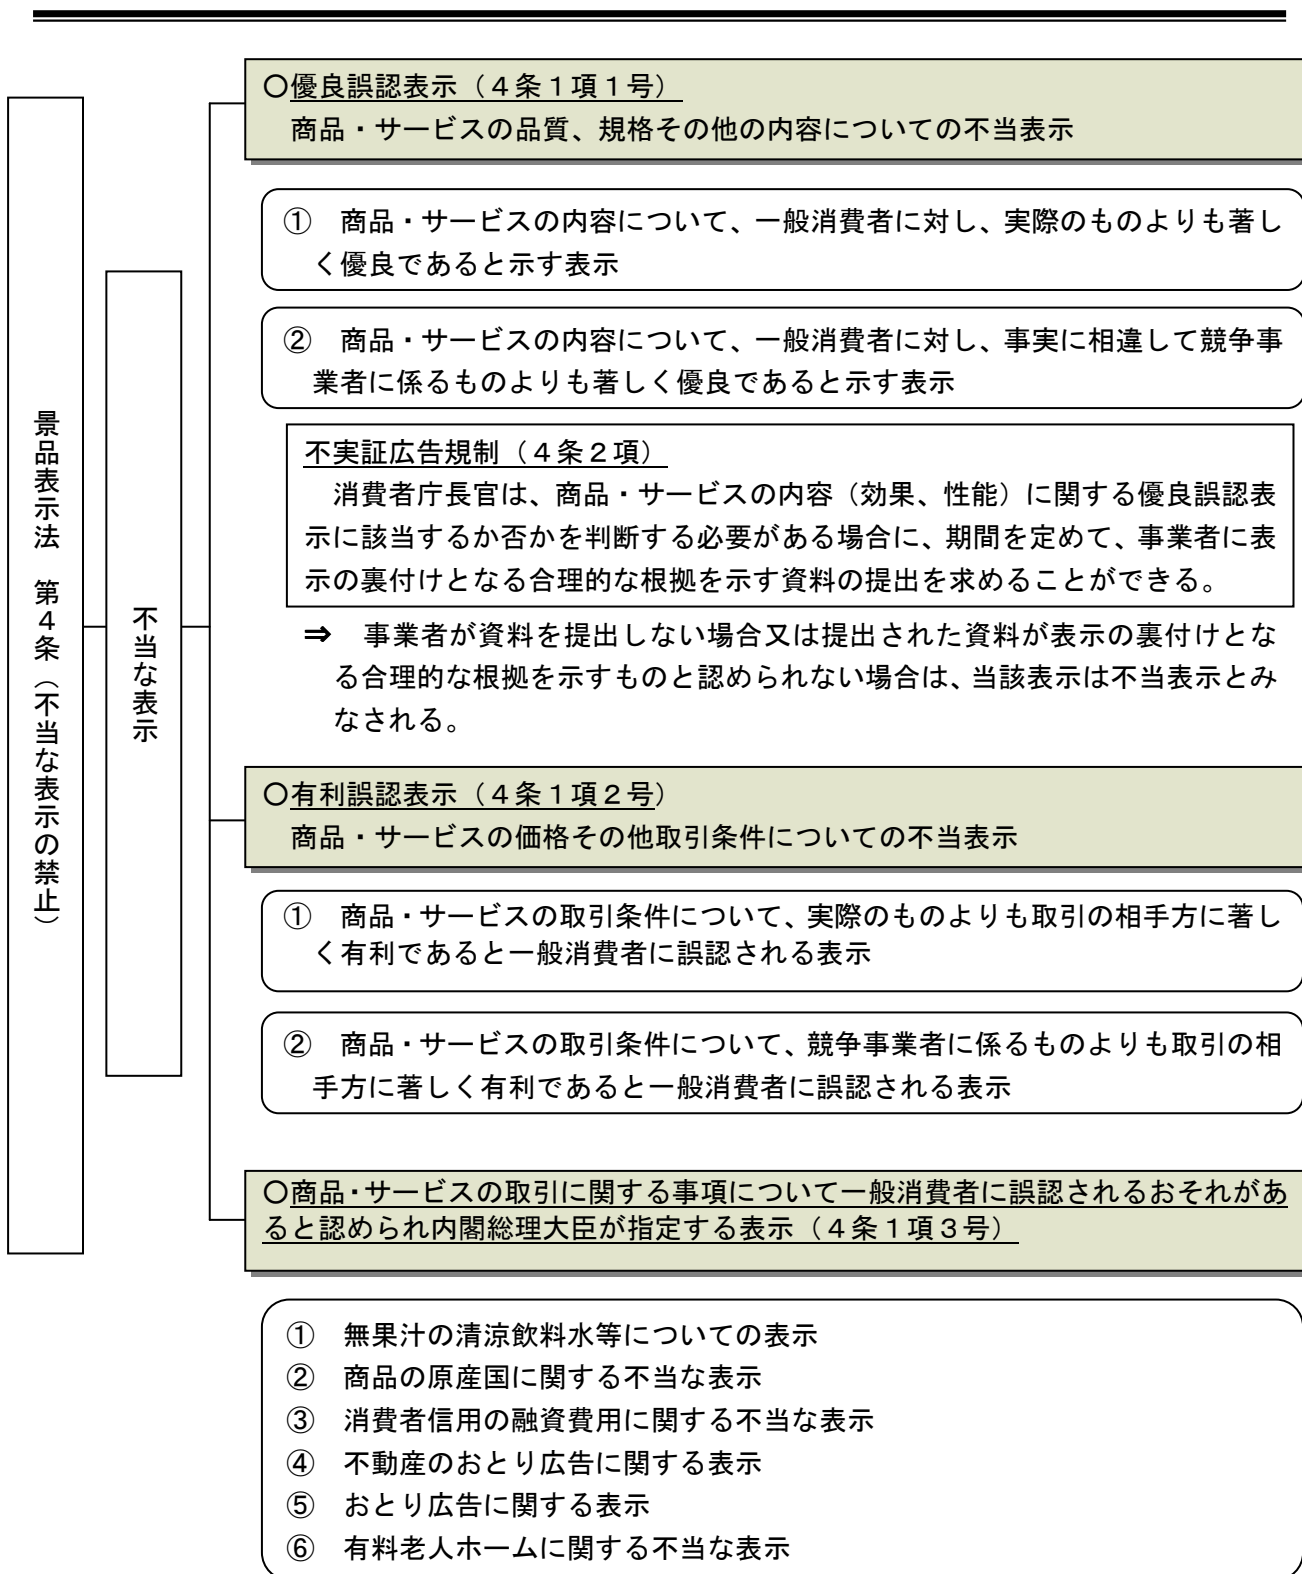 景品表示法　第４条（不当な表示の禁止）
不当な表示
○優良誤認表示（４条１項１号）
商品・サービスの品質、規格その他の内容についての不当表示
①　商品・サービスの内容について、一般消費者に対し、実際のものよりも著し
く優良であると示す表示
②　商品・サービスの内容について、一般消費者に対し、事実に相違して競争事
業者に係るものよりも著しく優良であると示す表示
不実証広告規制（４条２項）
消費者庁長官は、商品・サービスの内容（効果、性能）に関する優良誤認表
示に該当するか否かを判断する必要がある場合に、期間を定めて、事業者に表
示の裏付けとなる合理的な根拠を示す資料の提出を求めることができる。
⇒　事業者が資料を提出しない場合又は提出された資料が表示の裏付けとな
る合理的な根拠を示すものと認められない場合は、当該表示は不当表示とみ
なされる。
○有利誤認表示（４条１項２号）
商品・サービスの価格その他取引条件についての不当表示
①　商品・サービスの取引条件について、実際のものよりも取引の相手方に著し
く有利であると一般消費者に誤認される表示
②　商品・サービスの取引条件について、競争事業者に係るものよりも取引の相
手方に著しく有利であると一般消費者に誤認される表示
○商品・サービスの取引に関する事項について一般消費者に誤認されるおそれがあ
ると認められ内閣総理大臣が指定する表示（４条１項３号）
①　無果汁の清涼飲料水等についての表示
②　商品の原産国に関する不当な表示
③　消費者信用の融資費用に関する不当な表示
④　不動産のおとり広告に関する表示
⑤　おとり広告に関する表示
⑥　有料老人ホームに関する不当な表示